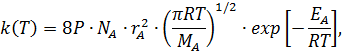 k(T) = 8P · N_A · r_A^2 · (πRT/M_A)^{1/2} · exp[−E_A/RT],